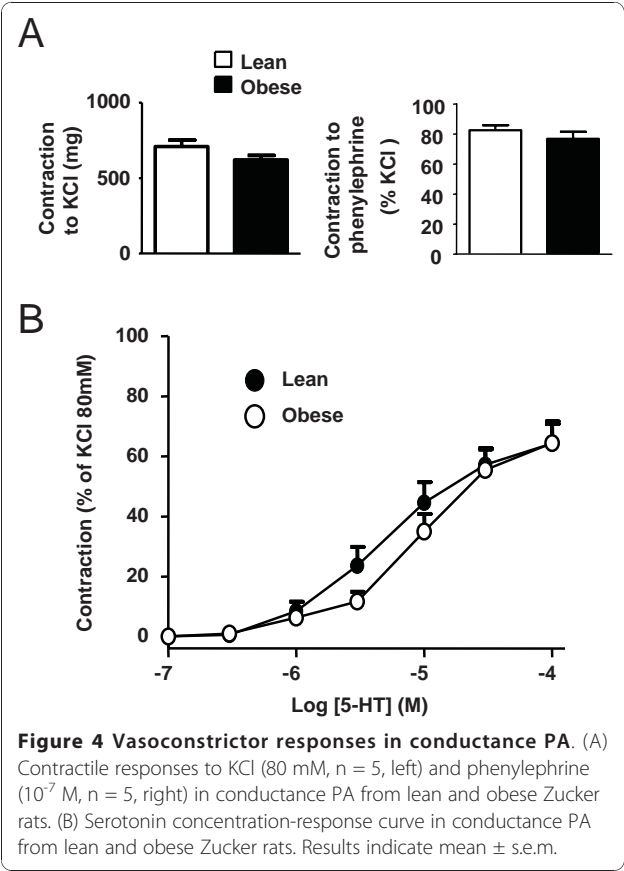 A
Lean
Obese
Contraction
to KCl (mg)
1000
500
0
Contraction to
phenylephrine
(% KCl )
100
80
60
40
20
0
B
Contraction (% of KCl 80mM)
100
80
60
40
20
0
Lean
Obese
-7
-6
-5
-4
Log [5-HT] (M)
Figure 4 Vasoconstrictor responses in conductance PA. (A)
Contractile responses to KCl (80 mM, n = 5, left) and phenylephrine
(10⁻⁷ M, n = 5, right) in conductance PA from lean and obese Zucker
rats. (B) Serotonin concentration-response curve in conductance PA
from lean and obese Zucker rats. Results indicate mean ± s.e.m.